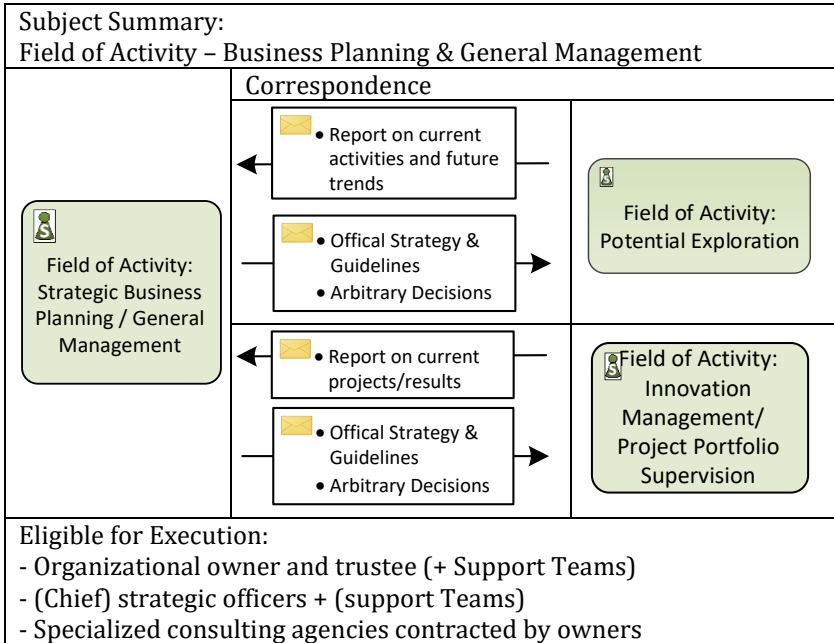 Subject Summary:
Field of Activity – Business Planning & General Management
Correspondence
Field of Activity:
Strategic Business
Planning / General
Management
• Report on current
activities and future
trends
• Offical Strategy &
Guidelines
• Arbitrary Decisions
Field of Activity:
Potential Exploration
• Report on current
projects/results
• Offical Strategy &
Guidelines
• Arbitrary Decisions
Field of Activity:
Innovation
Management/
Project Portfolio
Supervision
Eligible for Execution:
- Organizational owner and trustee (+ Support Teams)
- (Chief) strategic officers + (support Teams)
- Specialized consulting agencies contracted by owners